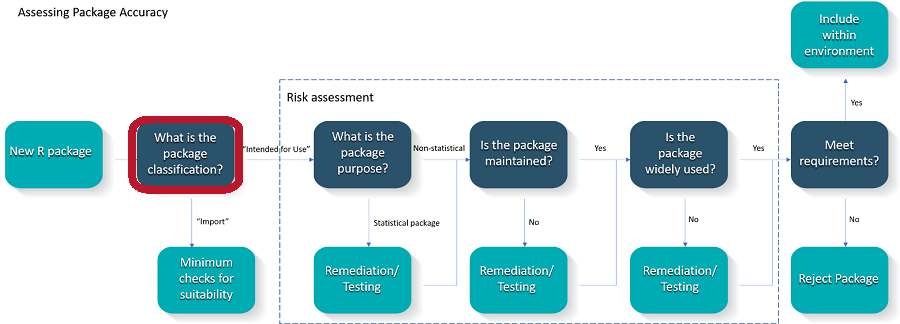 Assessing Package Accuracy
Include
within
environment
Risk assessment
Yes
New R package
What is the
package
classification?
"Intended for Use"
What is the
package
purpose?
Non-statistical
Is the package
maintained?
Yes
Is the
package
widely used?
Yes
Meet
requirements?
"Import"
Statistical package
No
No
No
Minimum
checks for
suitability
Remediation/
Testing
Remediation/
Testing
Remediation/
Testing
Reject Package